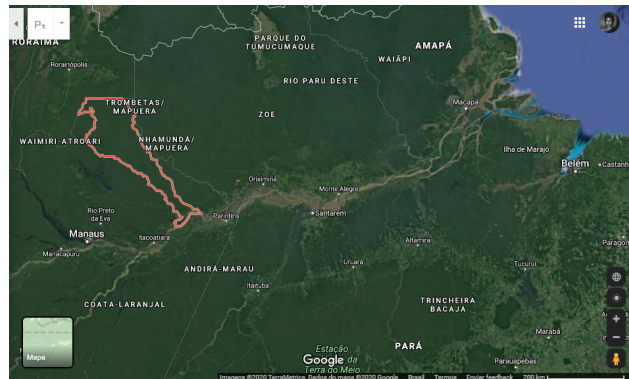 Pt
PARQUE DO
TUMUCUMAQUE
AMAPÁ
RORAIMA
WAIÃPI
Rorainópolis
RIO PARU DESTE
TROMBETAS/
MAPUERA
Macapá
ZOE
WAIMIRI-ATROARI
NHAMUNDÁ/
MAPUERA
Ilha de Marajó
Belém
Castanh
Oriximiná
Monte Alegre
Rio Preto
da Eva
Parintins
Santarém
Manaus
Itacoatiara
Altamira
Paragon
Manacapuru
Uruará
Tucuruí
ANDIRÁ-MARAU
Itaituba
COATA-LARANJAL
TRINCHEIRA
BACAJA
Marabá
PARÁ
Estação
Google da
Terra do Meio
Mapa
Parauapebas
Imagens ©2020 TerraMetrics, Dados do mapa ©2020 Google Brasil Termos Enviar feedback 200 km